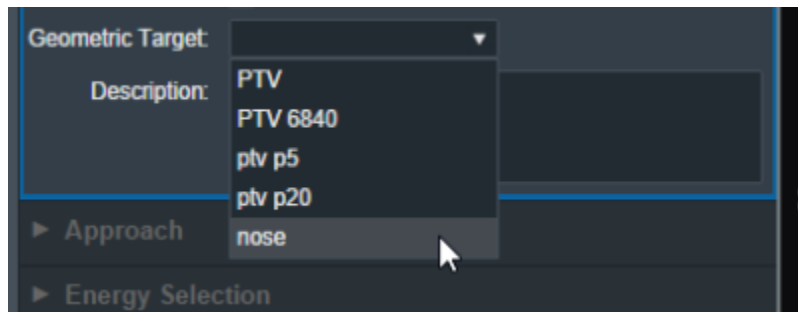 Geometric Target:
Description:
PTV
PTV 6840
ptv p5
ptv p20
nose
Approach
Energy Selection